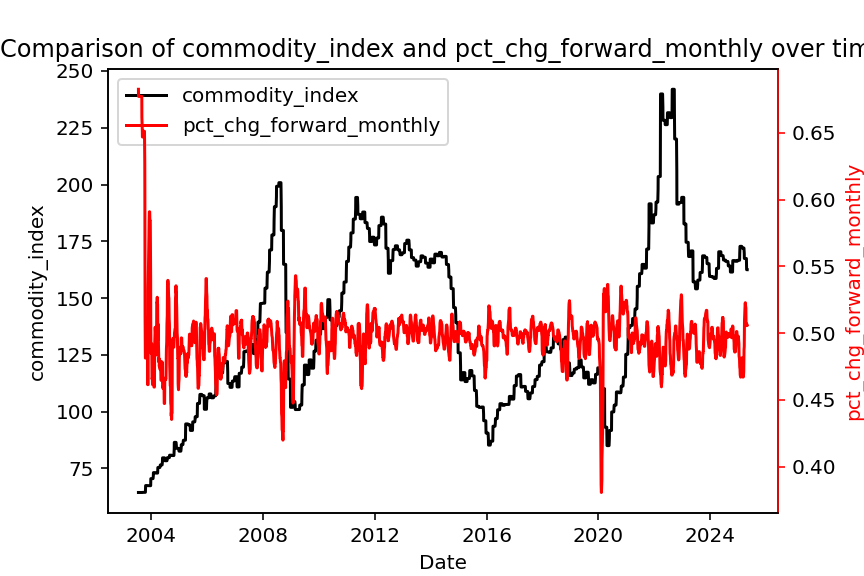 Comparison of commodity_index and pct_chg_forward_monthly over tim
commodity_index
pct_chg_forward_monthly
250
225
200
175
150
125
100
75
commodity_index
0.65
0.60
0.55
0.50
0.45
0.40
pct_chg_forward_monthly
2004 2008 2012 2016 2020 2024
Date